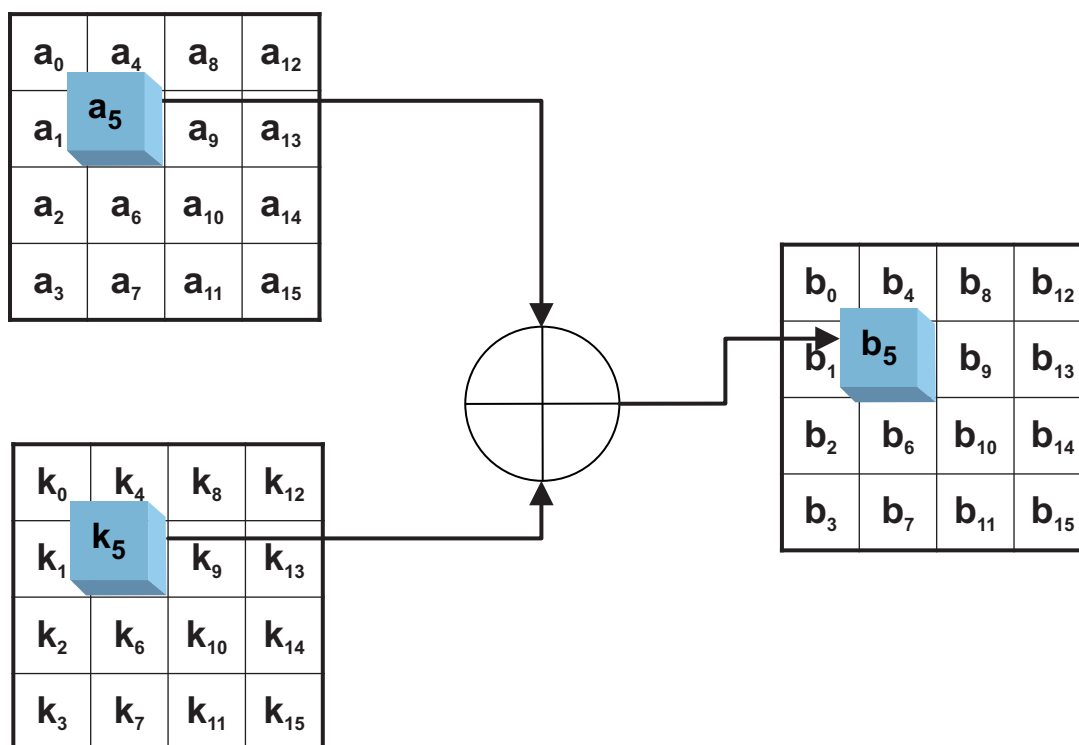 a₀ a₄ a₈ a₁₂
a₁ a₅ a₉ a₁₃
a₂ a₆ a₁₀ a₁₄
a₃ a₇ a₁₁ a₁₅
k₀ k₄ k₈ k₁₂
k₁ k₅ k₉ k₁₃
k₂ k₆ k₁₀ k₁₄
k₃ k₇ k₁₁ k₁₅
b₀ b₄ b₈ b₁₂
b₁ b₅ b₉ b₁₃
b₂ b₆ b₁₀ b₁₄
b₃ b₇ b₁₁ b₁₅